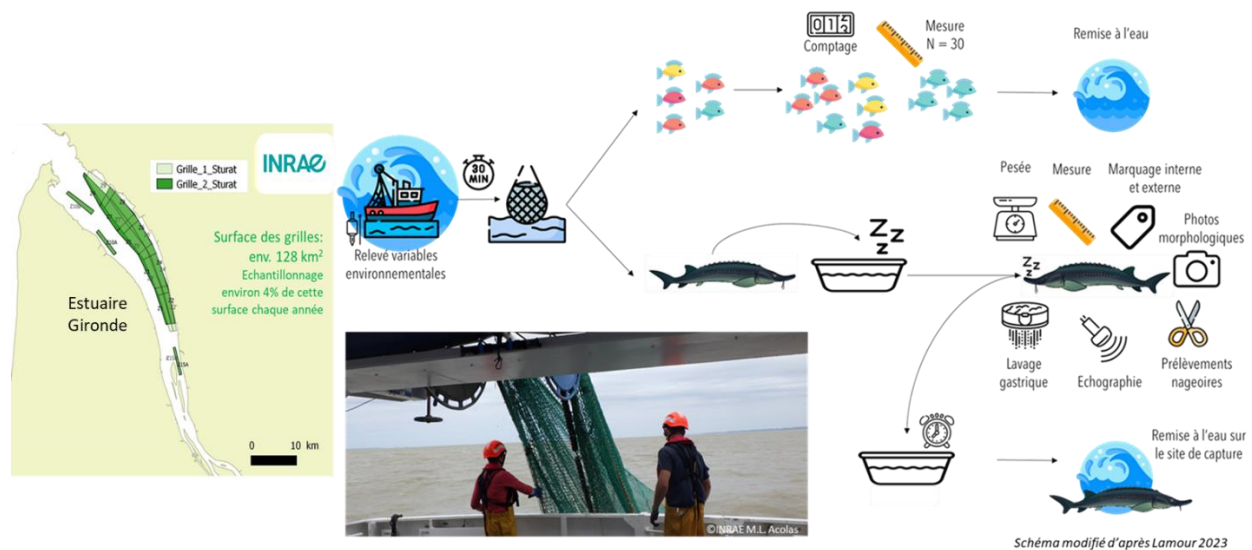 INRAE
Grille_1_Sturat
Grille_2_Sturat
Surface des grilles:
env. 128 km²
Echantillonnage
environ 4% de cette
surface chaque année
Estuaire
Gironde
0 10 km
30
MIN
Relevé variables
environnementales
Comptage
Mesure
N = 30
Remise à l'eau
Z
Z
Z
Pesée
Mesure
Marquage interne
et externe
Photos
morphologiques
Z
Z
Z
Lavage
gastrique
Echographie
Prélèvements
nageoires
Remise à l'eau sur
le site de capture
©INRAE M.L. Acolas
Schéma modifié d'après Lamour 2023